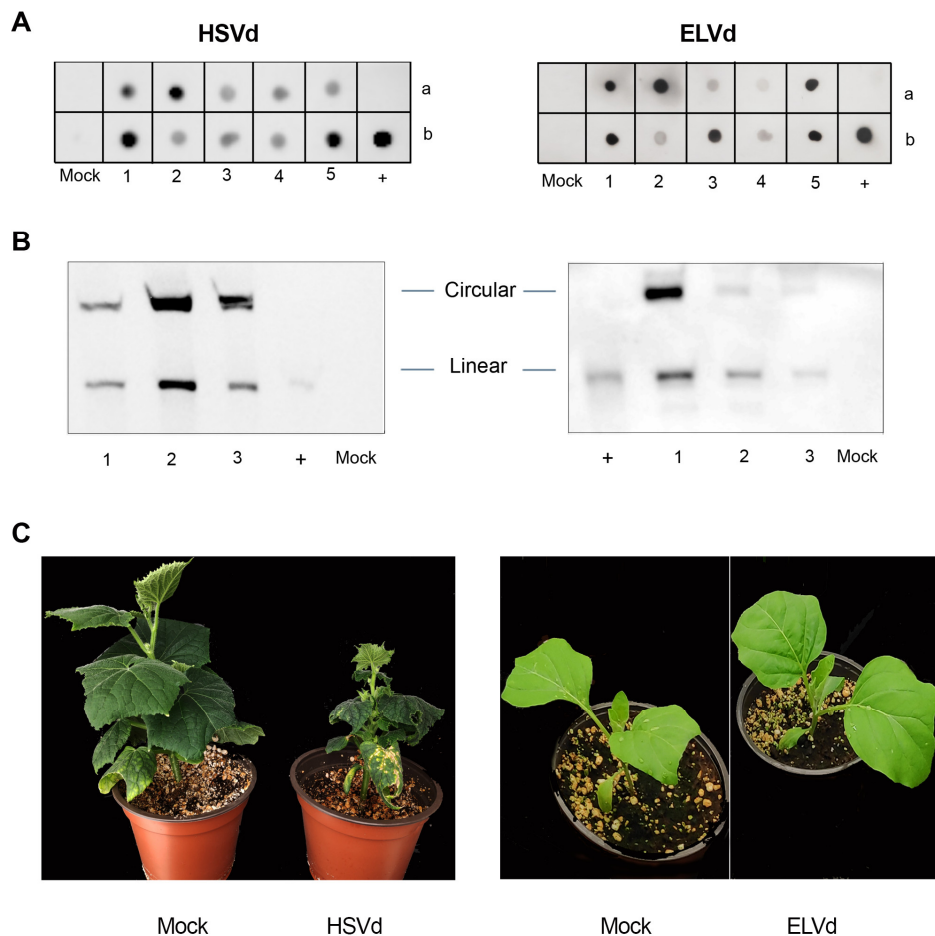 A
HSVd
ELVd
a
a
b
b
Mock 1 2 3 4 5 +
Mock 1 2 3 4 5 +
B
Circular
Linear
1 2 3 + Mock
+ 1 2 3 Mock
C
Mock HSVd
Mock ELVd